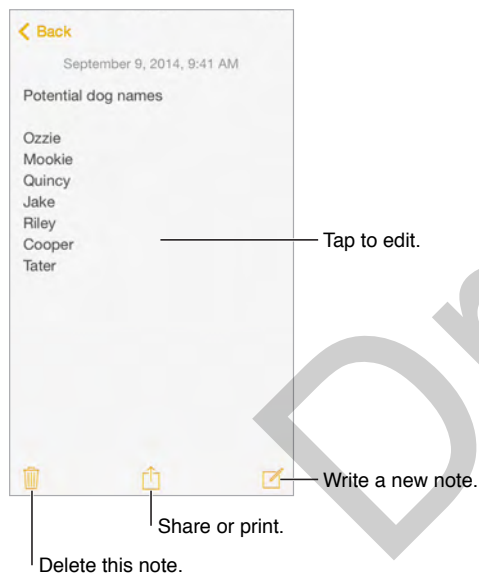 Back
September 9, 2014, 9:41 AM
Potential dog names
Ozzie
Mookie
Quincy
Jake
Riley
Cooper
Tater
Tap to edit.
Write a new note.
Share or print.
Delete this note.